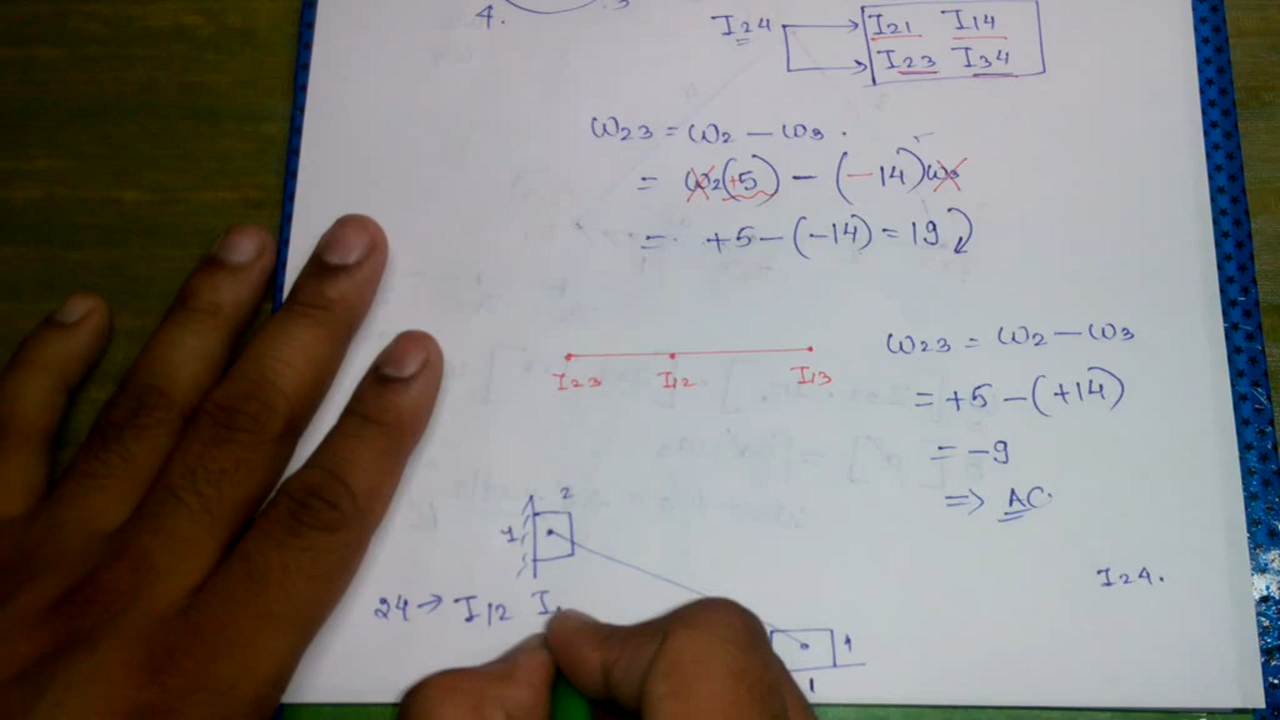 4. 3
I24 I21 I14
I23 I34
ω23 = ω2 - ω3.
= ω2(+5) - (-14)ω3
= +5-(-14) = 19
I23 I12 I13
ω23 = ω2 - ω3
= +5 - (+14)
= -9
=> AC
2
1
I24.
24 → I12 I
4
1